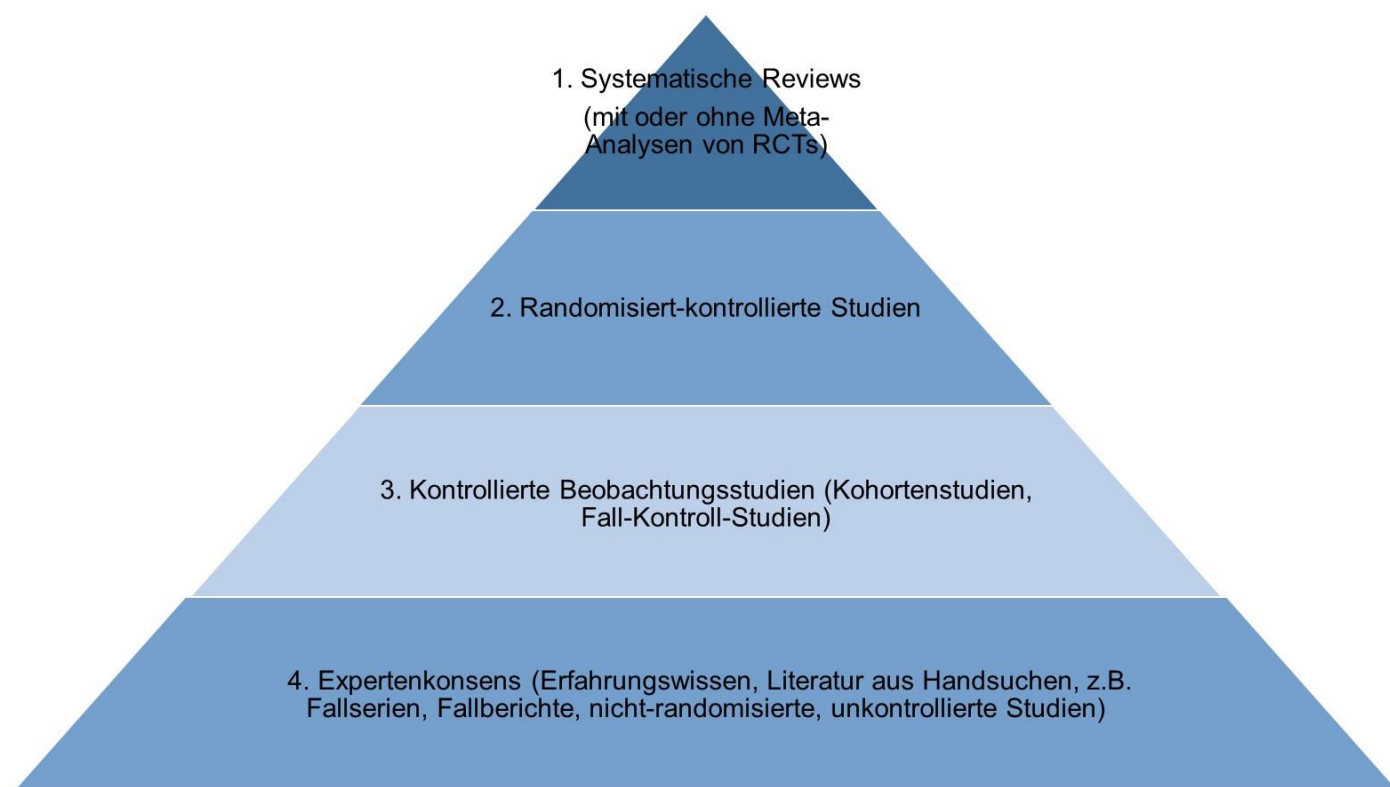 1. Systematische Reviews
(mit oder ohne Meta-
Analysen von RCTs)
2. Randomisiert-kontrollierte Studien
3. Kontrollierte Beobachtungsstudien (Kohortenstudien,
Fall-Kontroll-Studien)
4. Expertenkonsens (Erfahrungswissen, Literatur aus Handsuchen, z.B.
Fallserien, Fallberichte, nicht-randomisierte, unkontrollierte Studien)